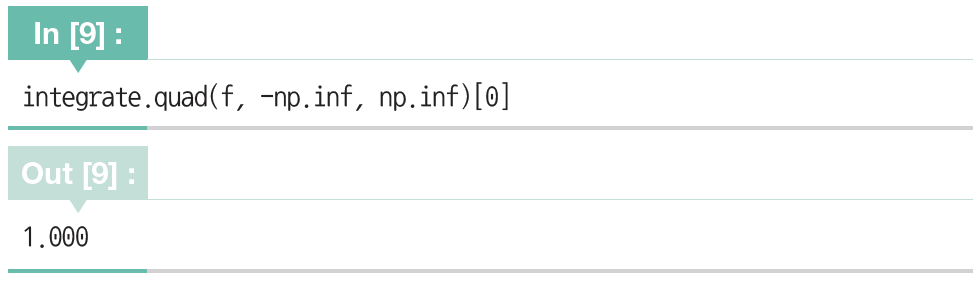 In [9] :
integrate.quad(f, -np.inf, np.inf)[0]
Out [9] :
1.000